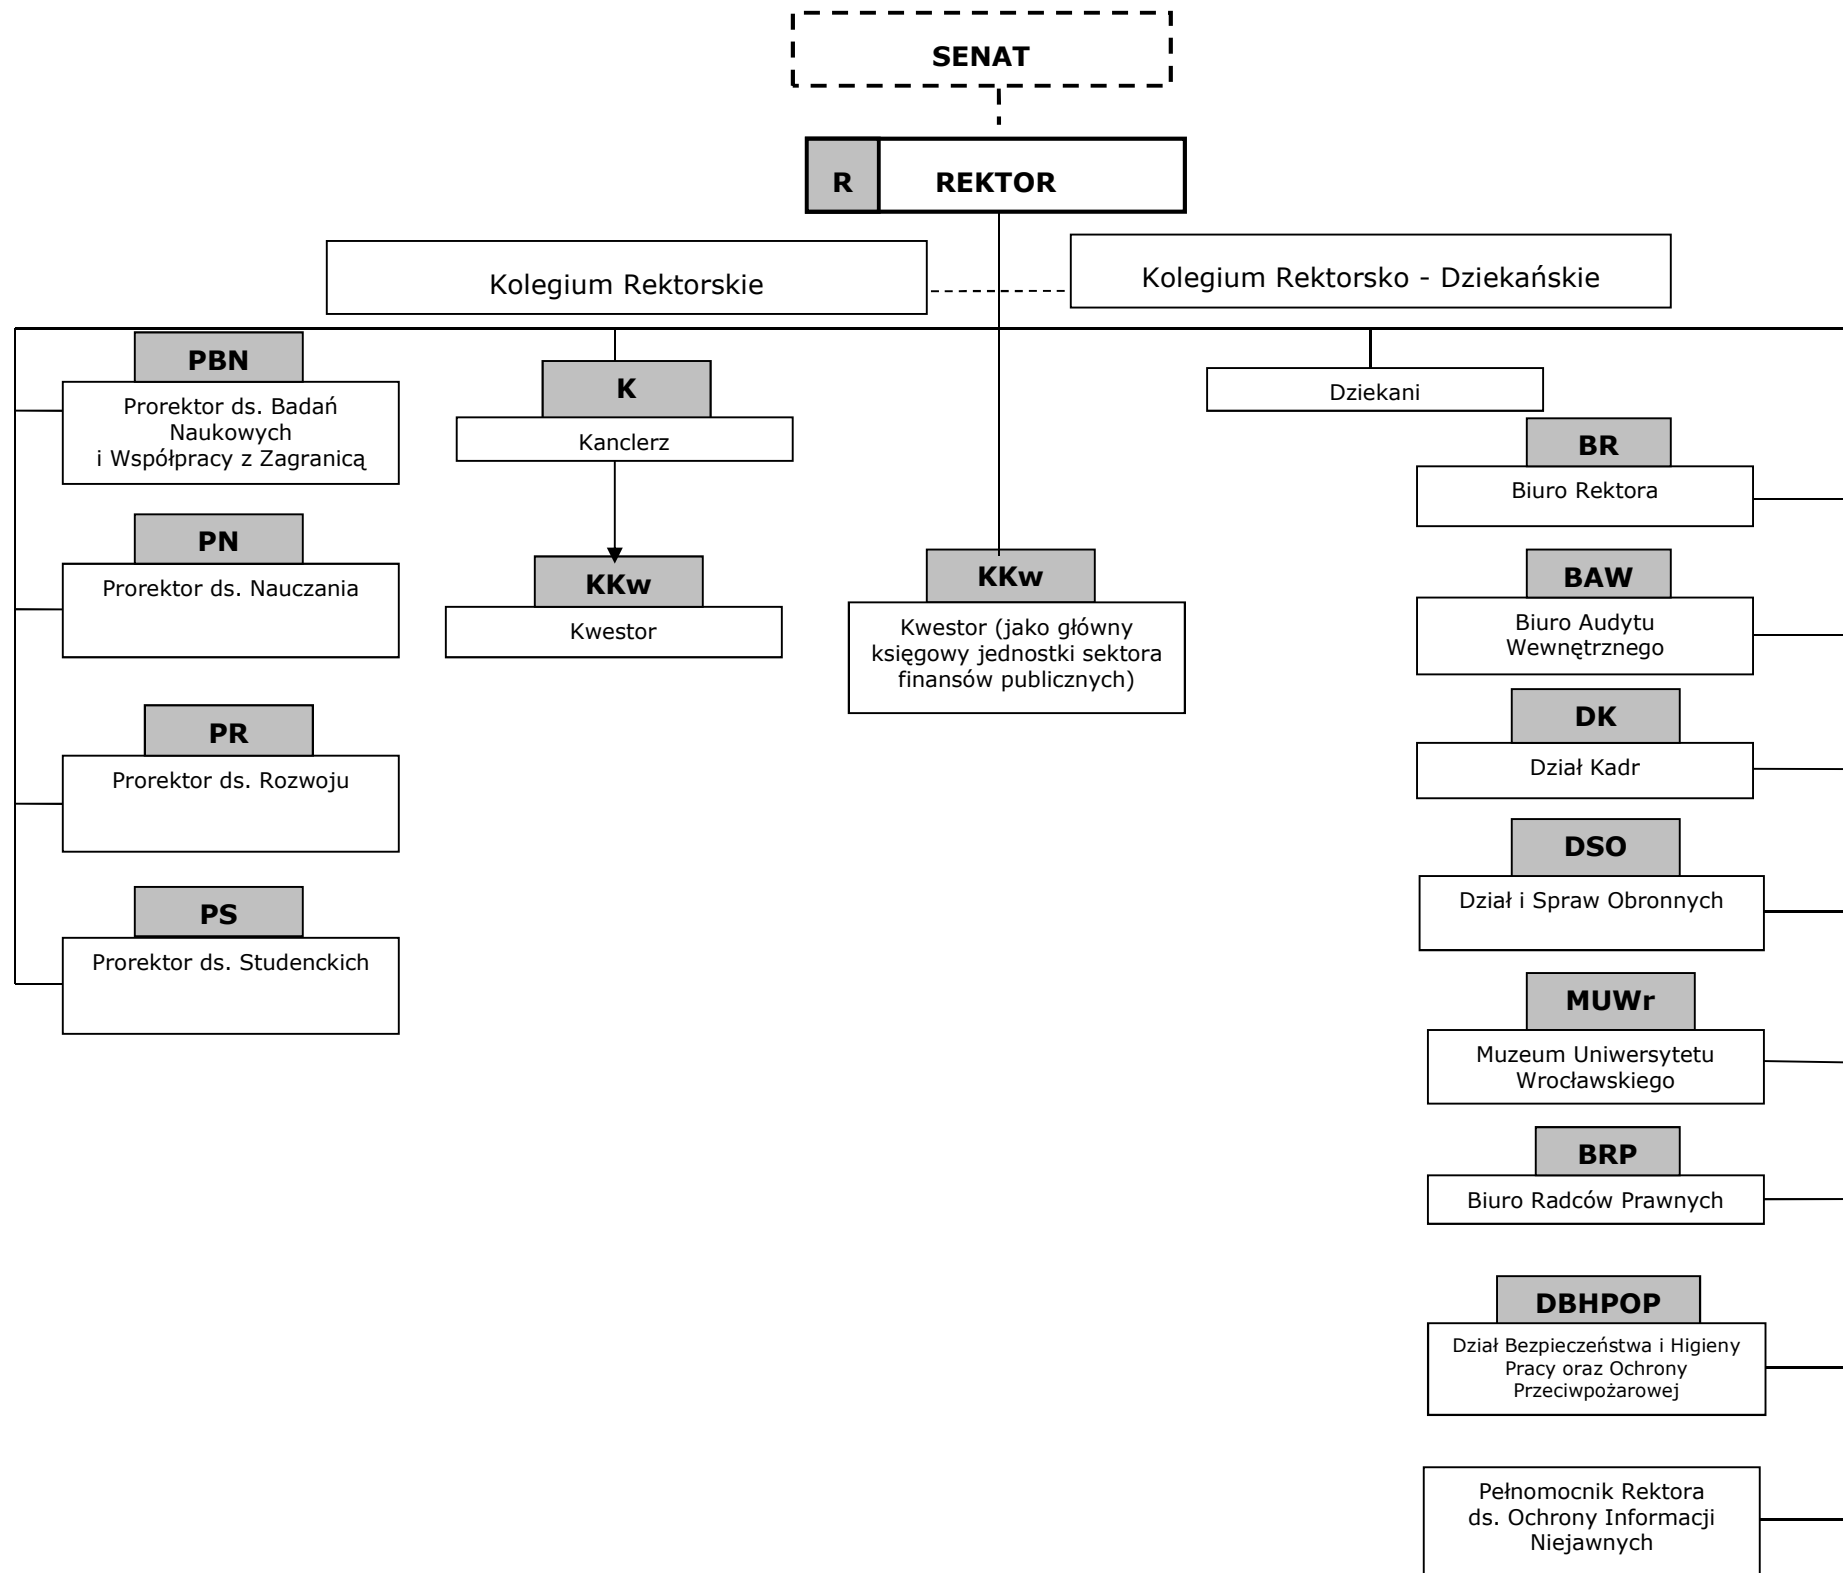 SENAT
R REKTOR
Kolegium Rektorskie
Kolegium Rektorsko - Dziekańskie
PBN
Prorektor ds. Badań
Naukowych
i Współpracy z Zagranicą
PN
Prorektor ds. Nauczania
PR
Prorektor ds. Rozwoju
PS
Prorektor ds. Studenckich
K
Kanclerz
KKw
Kwestor
KKw
Kwestor (jako główny
księgowy jednostki sektora
finansów publicznych)
Dziekani
BR
Biuro Rektora
BAW
Biuro Audytu
Wewnętrznego
DK
Dział Kadr
DSO
Dział i Spraw Obronnych
MUWr
Muzeum Uniwersytetu
Wrocławskiego
BRP
Biuro Radców Prawnych
DBHPOP
Dział Bezpieczeństwa i Higieny
Pracy oraz Ochrony
Przeciwpożarowej
Pełnomocnik Rektora
ds. Ochrony Informacji
Niejawnych